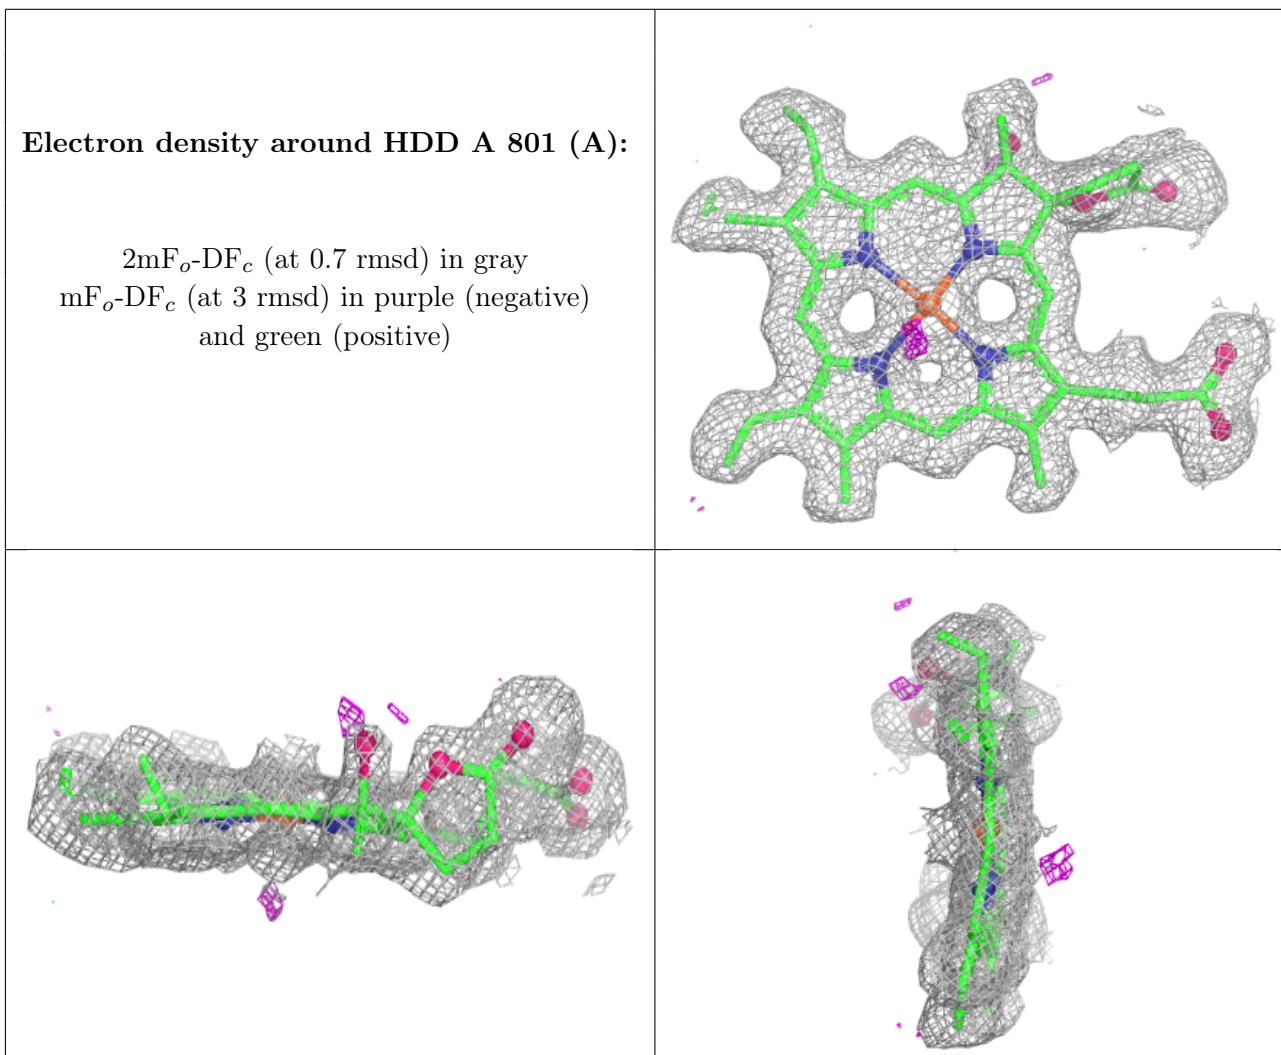 Electron density around HDD A 801 (A):
2mFo-DFc (at 0.7 rmsd) in gray
mFo-DFc (at 3 rmsd) in purple (negative)
and green (positive)